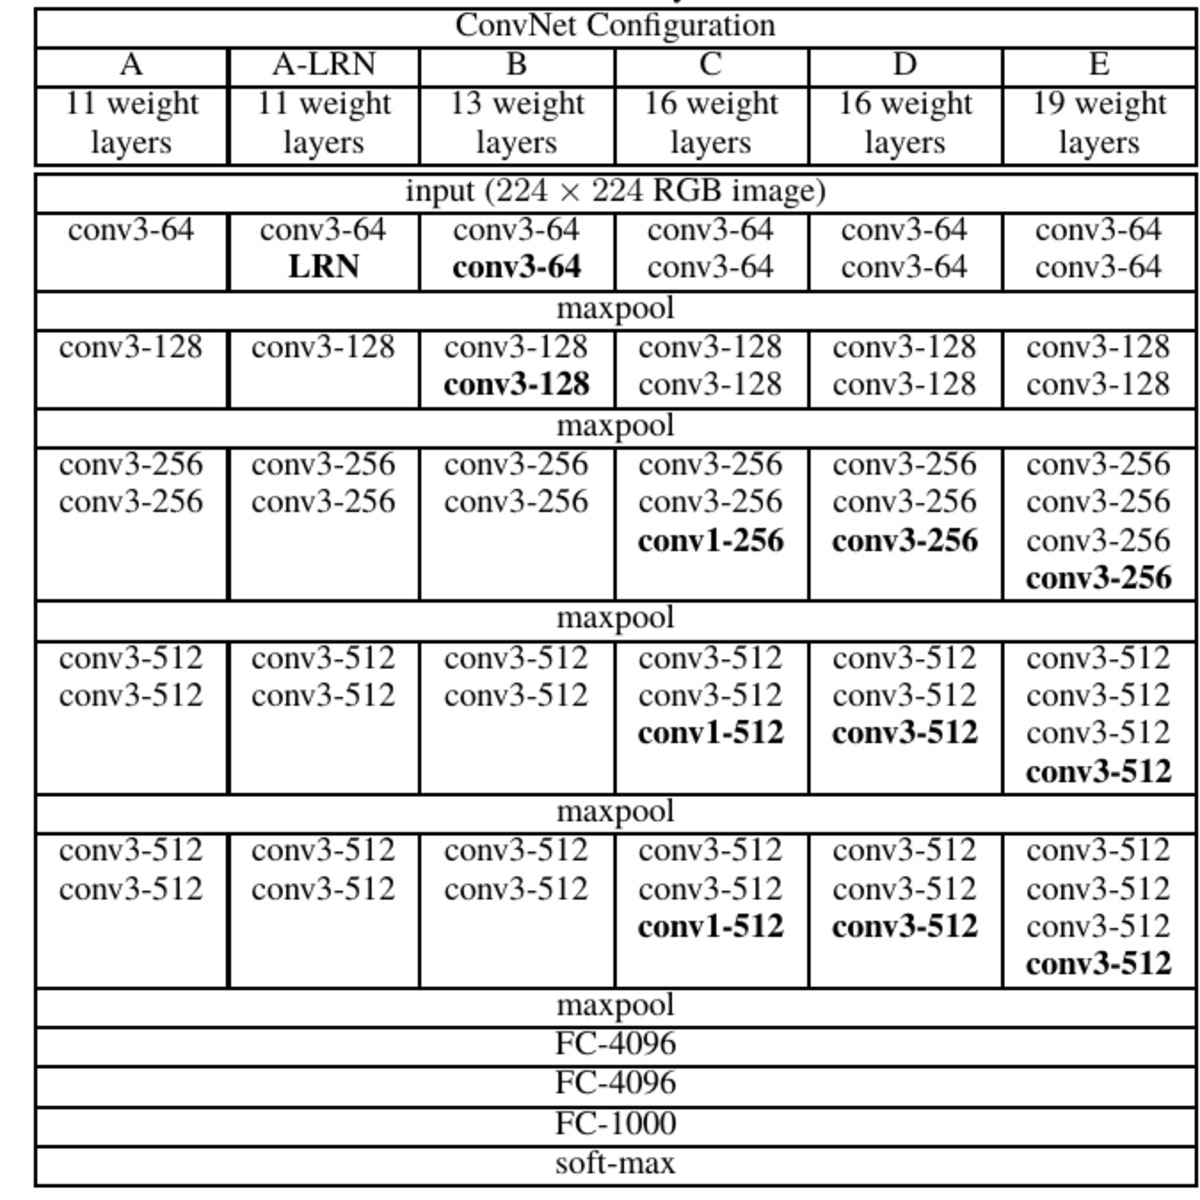 ConvNet Configuration
A A-LRN B C D E
11 weight 11 weight 13 weight 16 weight 16 weight 19 weight
layers layers layers layers layers layers
input (224 × 224 RGB image)
conv3-64 conv3-64 conv3-64 conv3-64 conv3-64 conv3-64
LRN conv3-64 conv3-64 conv3-64 conv3-64
maxpool
conv3-128 conv3-128 conv3-128 conv3-128 conv3-128 conv3-128
conv3-128 conv3-128 conv3-128 conv3-128
maxpool
conv3-256 conv3-256 conv3-256 conv3-256 conv3-256 conv3-256
conv3-256 conv3-256 conv3-256 conv3-256 conv3-256 conv3-256
conv1-256 conv3-256 conv3-256
conv3-256
maxpool
conv3-512 conv3-512 conv3-512 conv3-512 conv3-512 conv3-512
conv3-512 conv3-512 conv3-512 conv3-512 conv3-512 conv3-512
conv1-512 conv3-512 conv3-512
conv3-512
maxpool
conv3-512 conv3-512 conv3-512 conv3-512 conv3-512 conv3-512
conv3-512 conv3-512 conv3-512 conv3-512 conv3-512 conv3-512
conv1-512 conv3-512 conv3-512
conv3-512
maxpool
FC-4096
FC-4096
FC-1000
soft-max